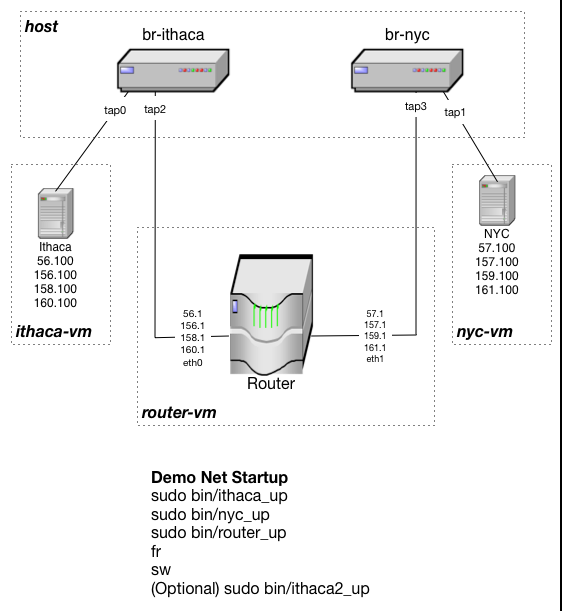 host
br-ithaca
br-nyc
tap0
tap2
tap3
tap1
Ithaca
56.100
156.100
158.100
160.100
ithaca-vm
NYC
57.100
157.100
159.100
161.100
nyc-vm
56.1
156.1
158.1
160.1
eth0
57.1
157.1
159.1
161.1
eth1
Router
router-vm
Demo Net Startup
sudo bin/ithaca_up
sudo bin/nyc_up
sudo bin/router_up
fr
sw
(Optional) sudo bin/ithaca2_up